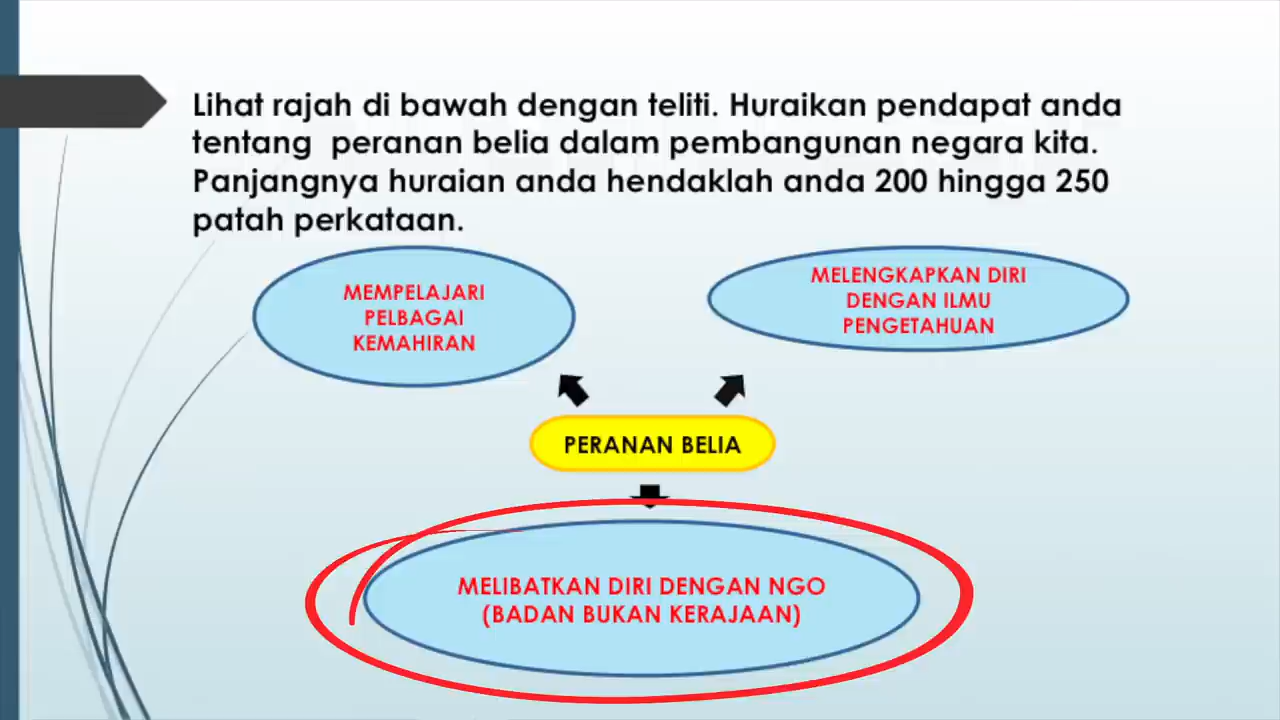 Lihat rajah di bawah dengan teliti. Huraikan pendapat anda
tentang  peranan belia dalam pembangunan negara kita.
Panjangnya huraian anda hendaklah anda 200 hingga 250
patah perkataan.
MEMPELAJARI
PELBAGAI
KEMAHIRAN
MELENGKAPKAN DIRI
DENGAN ILMU
PENGETAHUAN
PERANAN BELIA
MELIBATKAN DIRI DENGAN NGO
(BADAN BUKAN KERAJAAN)